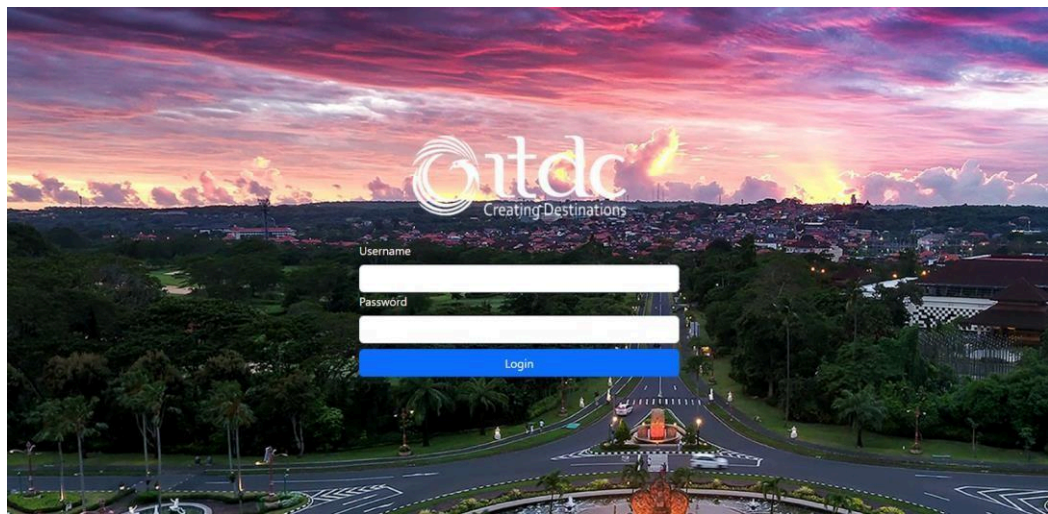 itdc
Creating Destinations
Username
Password
Login